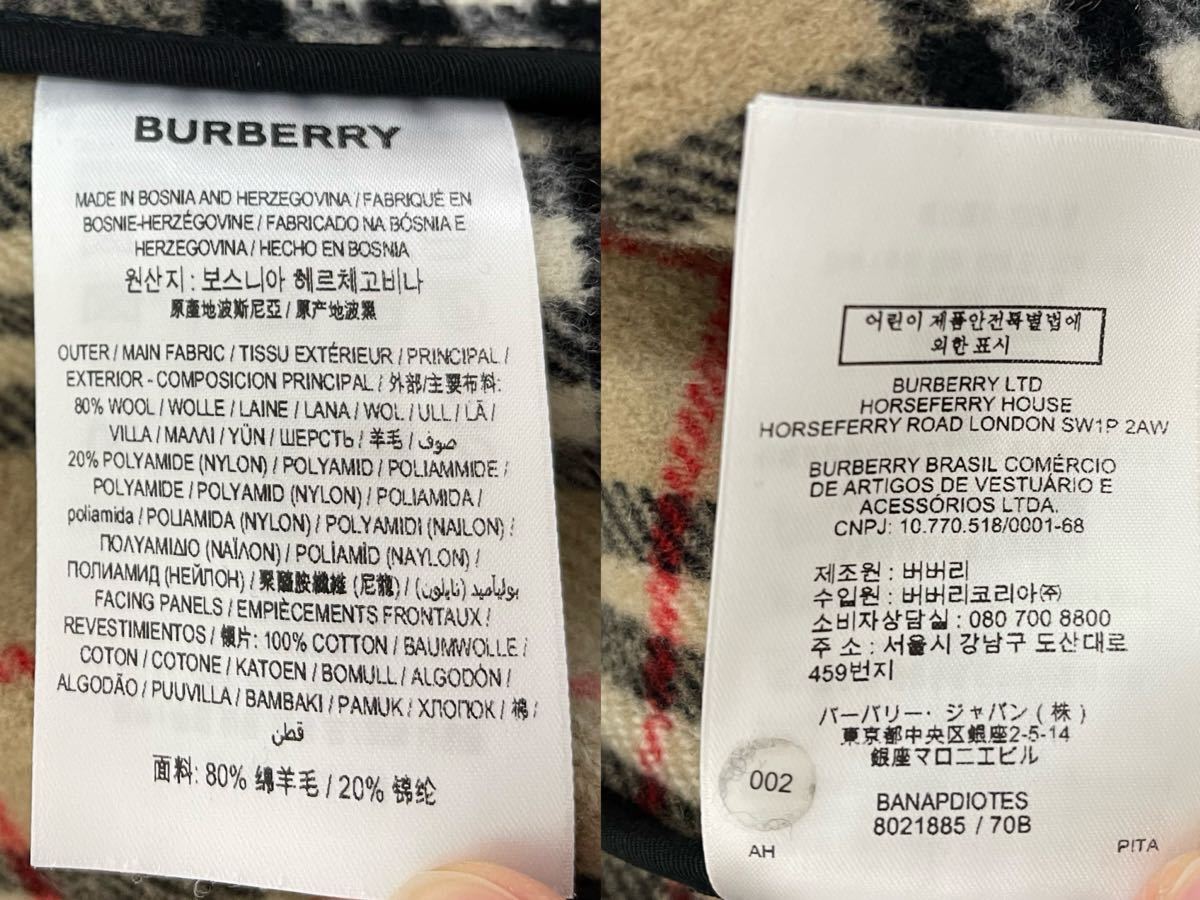 BURBERRY
MADE IN BOSNIA AND HERZEGOVINA / FABRIQUÉ EN
BOSNIE-HERZÉGOVINE / FABRICADO NA BÓSNIA E
HERZEGOVINA / HECHO EN BOSNIA
원산지 : 보스니아 헤르체고비나
原產地波斯尼亞 / 原产地波黑
OUTER / MAIN FABRIC / TISSU EXTÉRIEUR / PRINCIPAL /
EXTERIOR - COMPOSICION PRINCIPAL / 外部/主要布料:
80% WOOL / WOLLE / LAINE / LANA / WOL / ULL / LÃ /
VILLA / ΜΑΛΛΙ / YÜN / ШЕРСТЬ / 羊毛 / صوف
20% POLYAMIDE (NYLON) / POLYAMID / POLIAMMIDE /
POLYAMIDE / POLYAMID (NYLON) / POLIAMIDA /
poliamida / POLIAMIDA (NYLON) / POLYAMIDI (NAILON) /
ΠΟΛΥΑΜΙΔΙΟ (ΝΑΪΛΟΝ) / POLİAMİD (NAYLON) /
ПОЛИАМИД (НЕЙЛОН) / 聚醯胺纖維 (尼龍) / بولياميد (نايلون)
FACING PANELS / EMPIÈCEMENTS FRONTAUX /
REVESTIMIENTOS / 領片: 100% COTTON / BAUMWOLLE /
COTON / COTONE / KATOEN / BOMULL / ALGODÓN /
ALGODÃO / PUUVILLA / ΒΑΜΒΑΚΙ / PAMUK / ХЛОПОК / 棉 /
قطن
面料: 80% 绵羊毛 / 20% 锦纶
어린이 제품안전특별법에
의한 표시
BURBERRY LTD
HORSEFERRY HOUSE
HORSEFERRY ROAD LONDON SW1P 2AW
BURBERRY BRASIL COMÉRCIO
DE ARTIGOS DE VESTUÁRIO E
ACESSÓRIOS LTDA.
CNPJ: 10.770.518/0001-68
제조원 : 버버리
수입원 : 버버리코리아㈜
소비자상담실 : 080 700 8800
주 소 : 서울시 강남구 도산대로
459번지
バーバリー・ジャパン (株)
東京都中央区銀座2-5-14
銀座マロニエビル
002
BANAPDIOTES
8021885 / 70B
AH
PITA